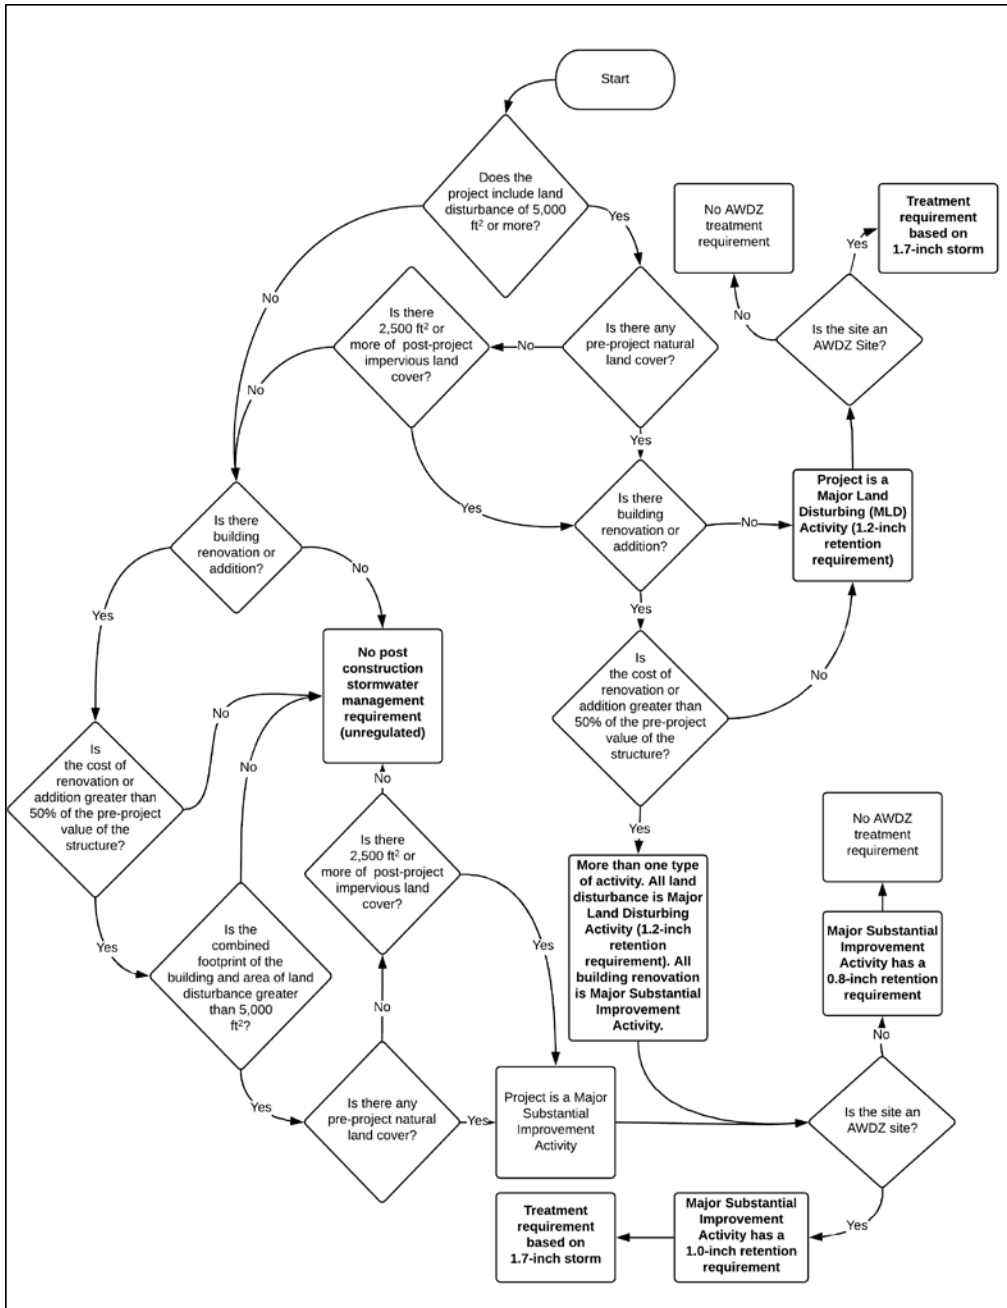 Start
Does the
project include land
disturbance of 5,000
ft² or more?
Yes
No
No AWDZ
treatment
requirement
Treatment
requirement
based on
1.7-inch storm
Yes
No
Is the site an
AWDZ Site?
Is there
2,500 ft² or
more of post-project
impervious land
cover?
No
Is there any
pre-project natural
land cover?
No
Yes
Yes
Is there
building
renovation or
addition?
No
Yes
Is there
building
renovation or
addition?
No
Project is a
Major Land
Disturbing (MLD)
Activity (1.2-inch
retention
requirement)
Yes
No post
construction
stormwater
management
requirement
(unregulated)
Is
the cost of
renovation or
addition greater than
50% of the pre-project
value of the
structure?
No
Is
the cost of
renovation or
addition greater than
50% of the pre-project
value of the
structure?
No
No
No
Yes
Is there
2,500 ft² or
more of post-project
impervious land
cover?
Yes
No AWDZ
treatment
requirement
More than one type
of activity. All land
disturbance is Major
Land Disturbing
Activity (1.2-inch
retention
requirement). All
building renovation
is Major Substantial
Improvement
Activity.
Yes
Is the
combined
footprint of the
building and area of land
disturbance greater
than 5,000
ft²?
Major Substantial
Improvement
Activity has a
0.8-inch retention
requirement
No
No
Yes
Is there any
pre-project natural
land cover?
Yes
Project is a Major
Substantial
Improvement
Activity
Is the site an
AWDZ site?
Yes
Treatment
requirement
based on
1.7-inch storm
Major Substantial
Improvement
Activity has a
1.0-inch retention
requirement